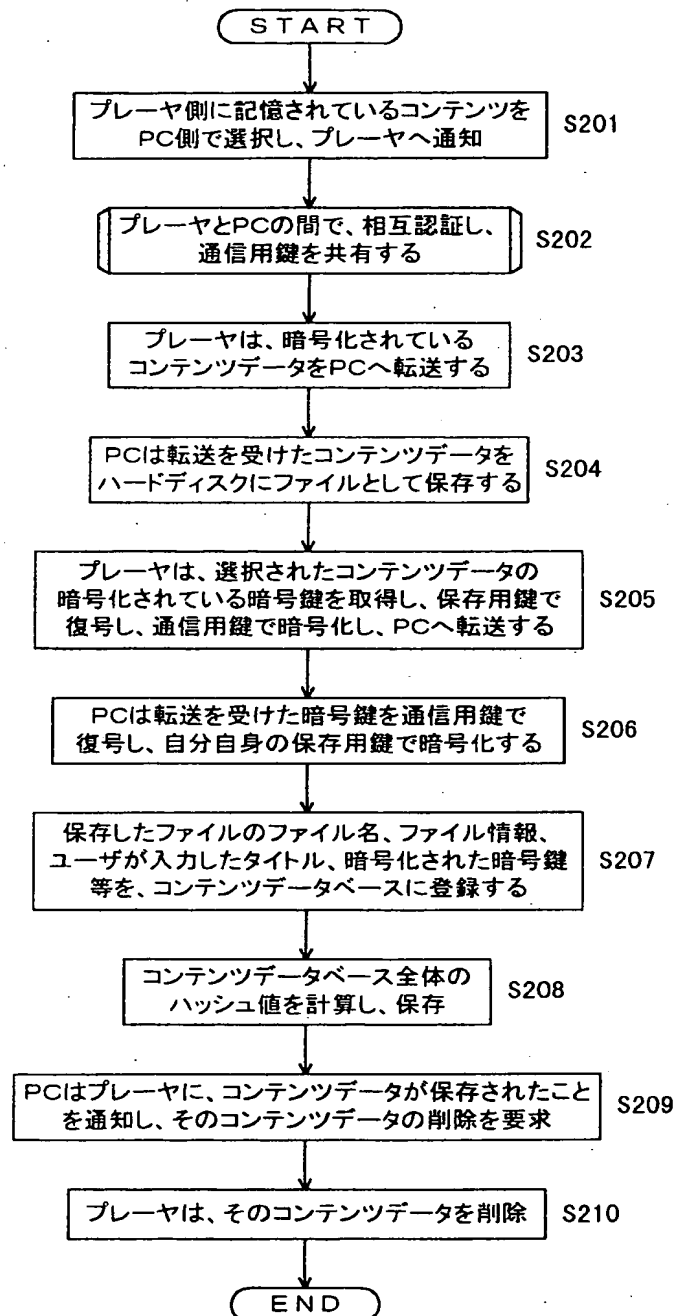 START
プレーヤ側に記憶されているコンテンツを
PC側で選択し、プレーヤへ通知
S201
プレーヤとPCの間で、相互認証し、
通信用鍵を共有する
S202
プレーヤは、暗号化されている
コンテンツデータをPCへ転送する
S203
PCは転送を受けたコンテンツデータを
ハードディスクにファイルとして保存する
S204
プレーヤは、選択されたコンテンツデータの
暗号化されている暗号鍵を取得し、保存用鍵で
復号し、通信用鍵で暗号化し、PCへ転送する
S205
PCは転送を受けた暗号鍵を通信用鍵で
復号し、自分自身の保存用鍵で暗号化する
S206
保存したファイルのファイル名、ファイル情報、
ユーザが入力したタイトル、暗号化された暗号鍵
等を、コンテンツデータベースに登録する
S207
コンテンツデータベース全体の
ハッシュ値を計算し、保存
S208
PCはプレーヤに、コンテンツデータが保存されたこと
を通知し、そのコンテンツデータの削除を要求
S209
プレーヤは、そのコンテンツデータを削除
S210
END